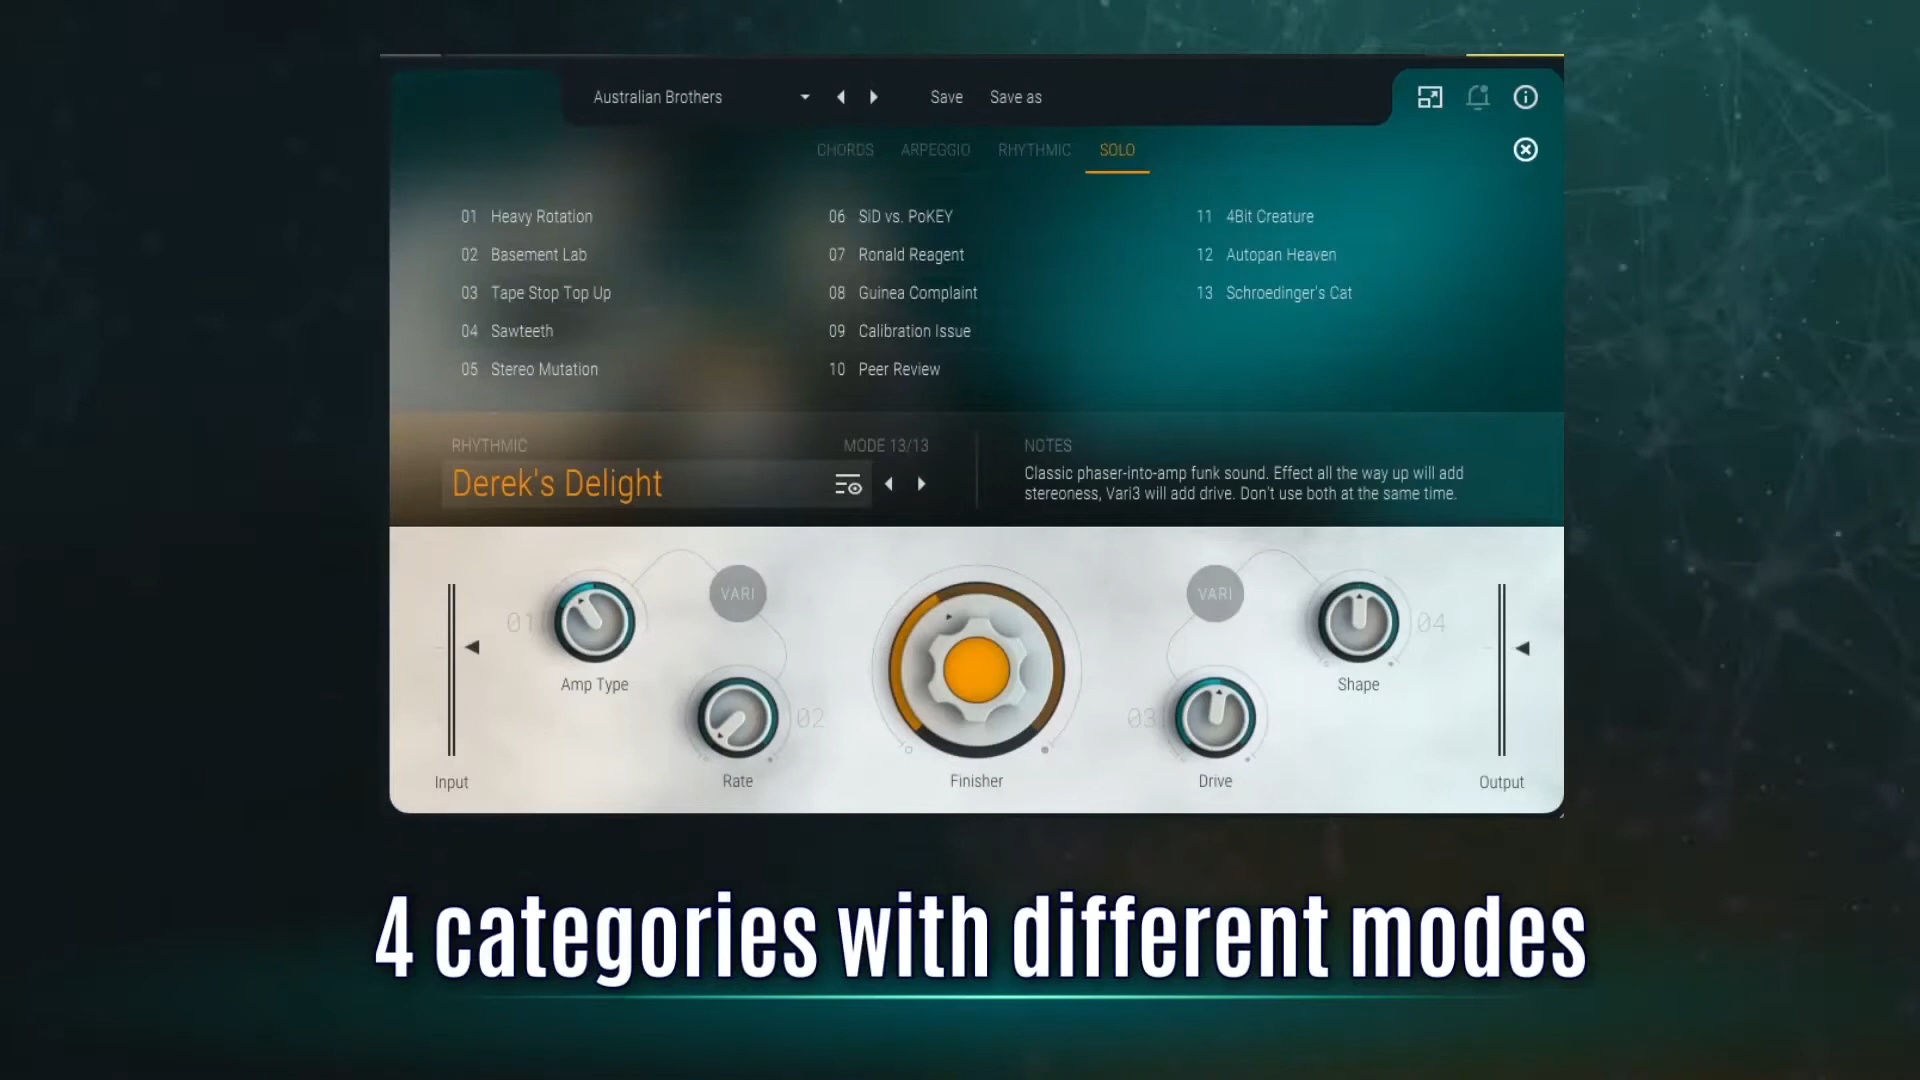 Australian Brothers
Save
Save as
CHORDS
ARPEGGIO
RHYTHMIC
SOLO
01 Heavy Rotation
02 Basement Lab
03 Tape Stop Top Up
04 Sawteeth
05 Stereo Mutation
06 SiD vs. PoKEY
07 Ronald Reagent
08 Guinea Complaint
09 Calibration Issue
10 Peer Review
11 4Bit Creature
12 Autopan Heaven
13 Schroedinger's Cat
RHYTHMIC
MODE 13/13
Derek's Delight
NOTES
Classic phaser-into-amp funk sound. Effect all the way up will add
stereoness, Vari3 will add drive. Don't use both at the same time.
Input
01
Amp Type
VARI
02
Rate
Finisher
VARI
03
Drive
04
Shape
Output
4 categories with different modes